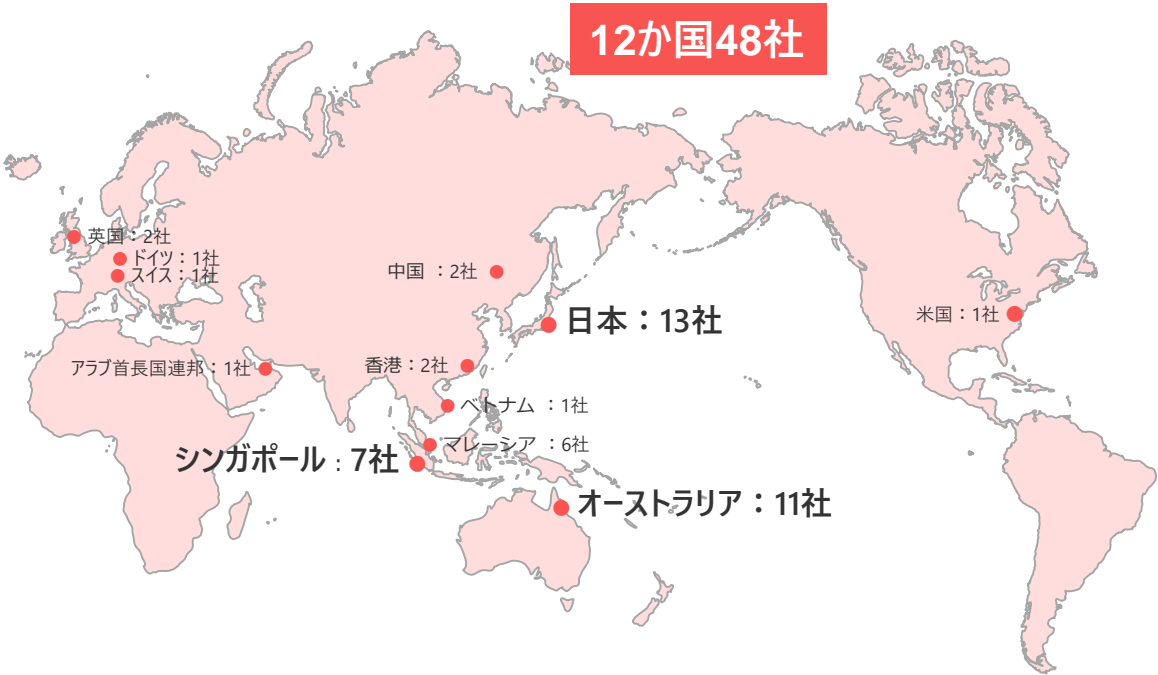 12か国48社
英国：2社
ドイツ：1社
スイス：1社
中国 ：2社
米国：1社
日本：13社
アラブ首長国連邦：1社
香港：2社
ベトナム ：1社
マレーシア ：6社
シンガポール：7社
オーストラリア：11社